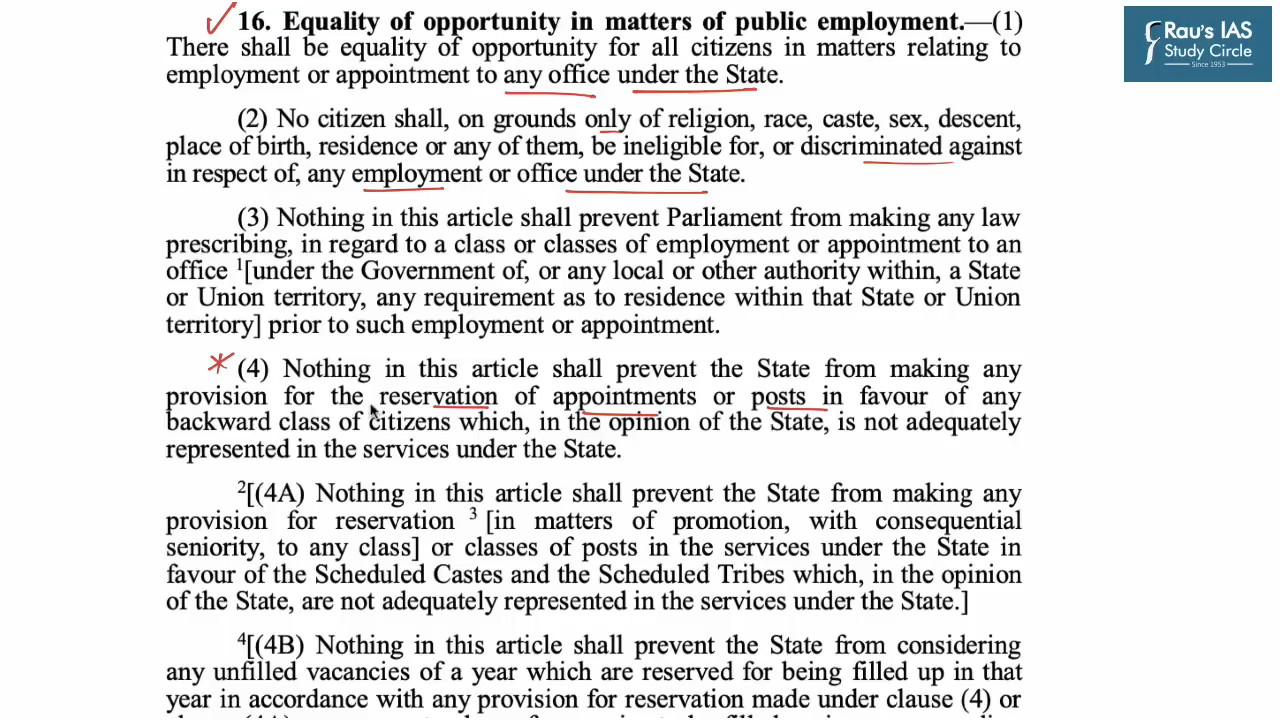 16. Equality of opportunity in matters of public employment.—(1)
There shall be equality of opportunity for all citizens in matters relating to
employment or appointment to any office under the State.
(2) No citizen shall, on grounds only of religion, race, caste, sex, descent,
place of birth, residence or any of them, be ineligible for, or discriminated against
in respect of, any employment or office under the State.
(3) Nothing in this article shall prevent Parliament from making any law
prescribing, in regard to a class or classes of employment or appointment to an
office ¹[under the Government of, or any local or other authority within, a State
or Union territory, any requirement as to residence within that State or Union
territory] prior to such employment or appointment.
(4) Nothing in this article shall prevent the State from making any
provision for the reservation of appointments or posts in favour of any
backward class of citizens which, in the opinion of the State, is not adequately
represented in the services under the State.
²[(4A) Nothing in this article shall prevent the State from making any
provision for reservation ³ [in matters of promotion, with consequential
seniority, to any class] or classes of posts in the services under the State in
favour of the Scheduled Castes and the Scheduled Tribes which, in the opinion
of the State, are not adequately represented in the services under the State.]
⁴[(4B) Nothing in this article shall prevent the State from considering
any unfilled vacancies of a year which are reserved for being filled up in that
year in accordance with any provision for reservation made under clause (4) or
Rau's IAS
Study Circle
Since 1953